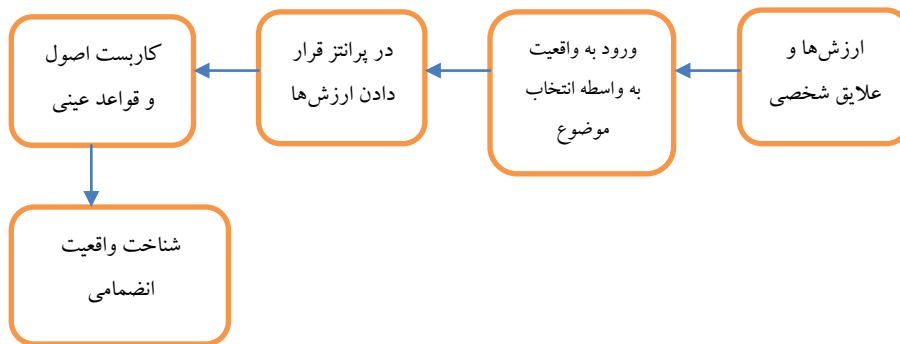 ارزش‌ها و
علایق شخصی
ورود به واقعیت
به واسطه انتخاب
موضوع
در پرانتز قرار
دادن ارزش‌ها
کاربست اصول
و قواعد عینی
شناخت واقعیت
انضمامی